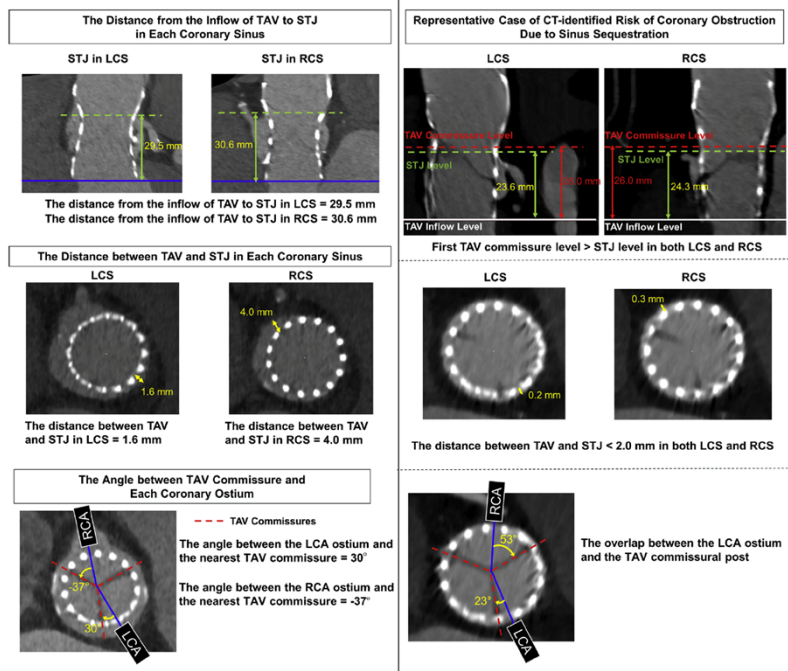 The Distance from the Inflow of TAV to STJ
in Each Coronary Sinus
STJ in LCS
STJ in RCS
29.5 mm
30.6 mm
The distance from the inflow of TAV to STJ in LCS = 29.5 mm
The distance from the inflow of TAV to STJ in RCS = 30.6 mm
The Distance between TAV and STJ in Each Coronary Sinus
LCS
RCS
1.6 mm
4.0 mm
The distance between TAV
and STJ in LCS = 1.6 mm
The distance between TAV
and STJ in RCS = 4.0 mm
The Angle between TAV Commissure and
Each Coronary Ostium
RCA
-37°
30°
LCA
TAV Commissures
The angle between the LCA ostium and
the nearest TAV commissure = 30°
The angle between the RCA ostium and
the nearest TAV commissure = -37°
Representative Case of CT-identified Risk of Coronary Obstruction
Due to Sinus Sequestration
LCS
RCS
TAV Commissure Level
STJ Level
23.6 mm
TAV Inflow Level
TAV Commissure Level
STJ Level
26.0 mm
24.3 mm
TAV Inflow Level
First TAV commissure level > STJ level in both LCS and RCS
LCS
RCS
0.2 mm
0.3 mm
The distance between TAV and STJ < 2.0 mm in both LCS and RCS
RCA
53°
23°
LCA
The overlap between the LCA ostium
and the TAV commissural post